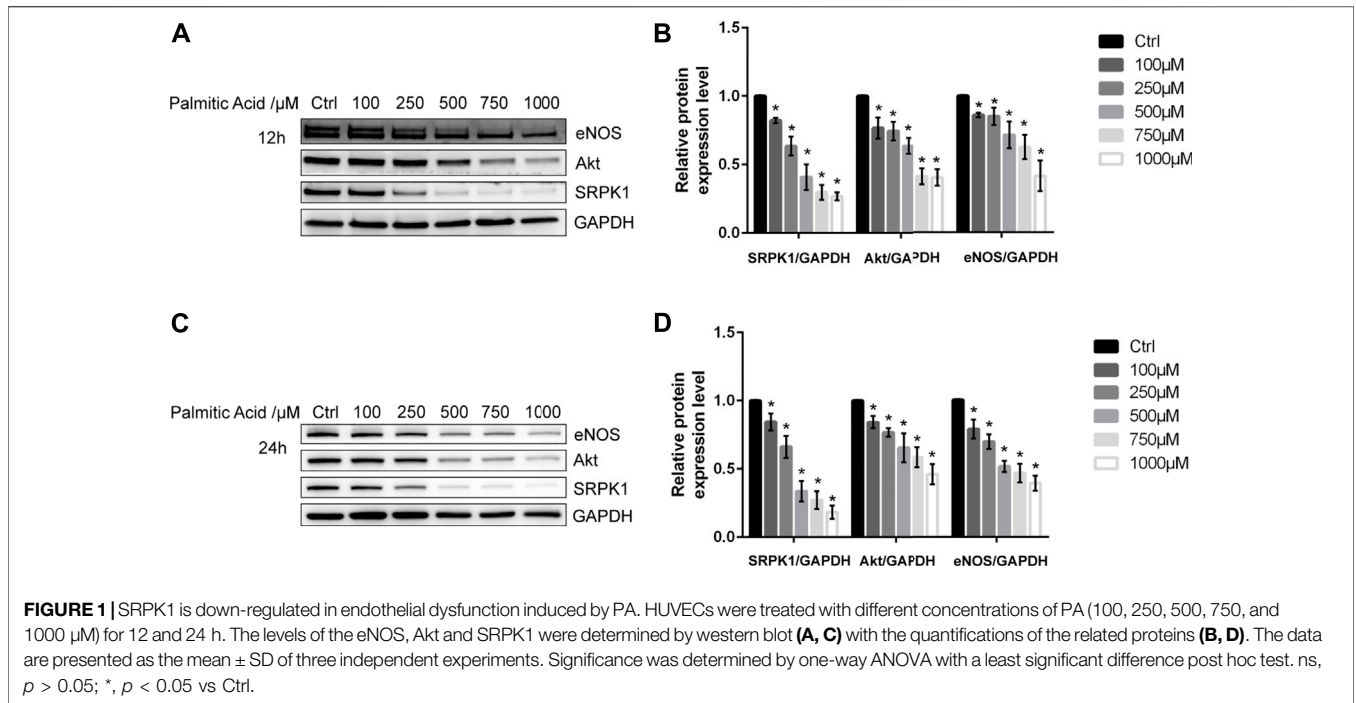 A
Palmitic Acid /µM Ctrl 100 250 500 750 1000
12h
eNOS
Akt
SRPK1
GAPDH
B
Relative protein
expression level
1.5
1.0
0.5
0.0
* * * * *
* * * * *
* * * * *
SRPK1/GAPDH Akt/GAPDH eNOS/GAPDH
Ctrl
100µM
250µM
500µM
750µM
1000µM
C
Palmitic Acid /µM Ctrl 100 250 500 750 1000
24h
eNOS
Akt
SRPK1
GAPDH
D
Relative protein
expression level
1.5
1.0
0.5
0.0
* * * * *
* * * * *
* * * * *
SRPK1/GAPDH Akt/GAPDH eNOS/GAPDH
Ctrl
100µM
250µM
500µM
750µM
1000µM
FIGURE 1 | SRPK1 is down-regulated in endothelial dysfunction induced by PA. HUVECs were treated with different concentrations of PA (100, 250, 500, 750, and
1000 µM) for 12 and 24 h. The levels of the eNOS, Akt and SRPK1 were determined by western blot (A, C) with the quantifications of the related proteins (B, D). The data
are presented as the mean ± SD of three independent experiments. Significance was determined by one-way ANOVA with a least significant difference post hoc test. ns,
p > 0.05; *, p < 0.05 vs Ctrl.